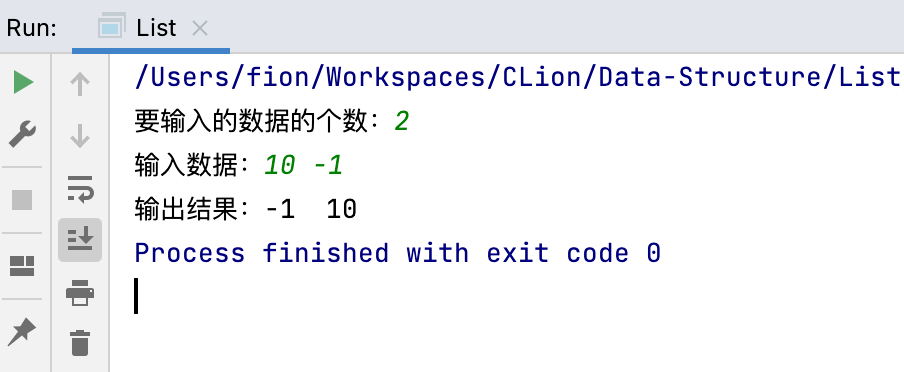 Run: List
/Users/fion/Workspaces/CLion/Data-Structure/List
要输入的数据的个数：2
输入数据：10 -1
输出结果：-1  10
Process finished with exit code 0